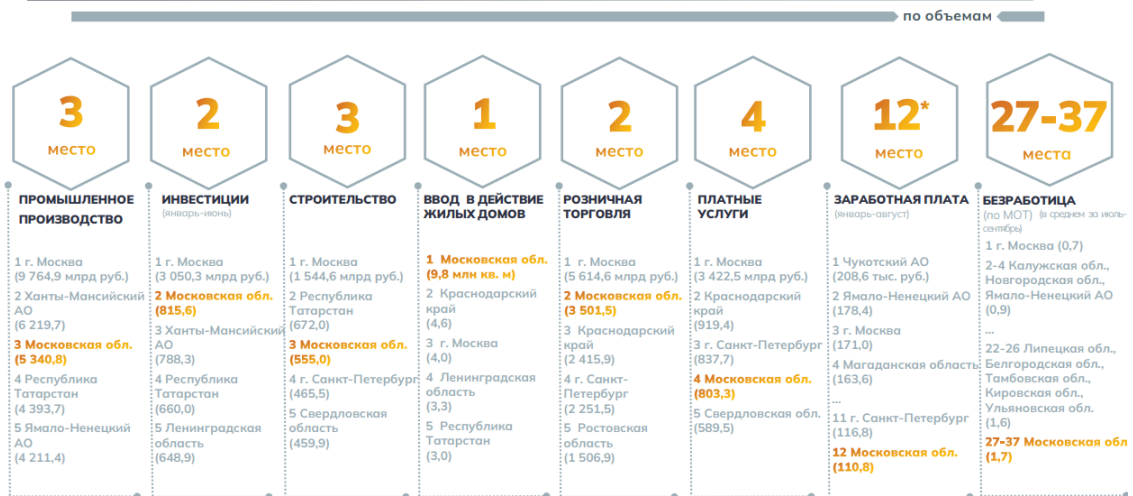 по объемам
3
место
ПРОМЫШЛЕННОЕ
ПРОИЗВОДСТВО
1 г. Москва
(9 764,9 млрд руб.)
2 Ханты-Мансийский
АО
(6 219,7)
3 Московская обл.
(5 340,8)
4 Республика
Татарстан
(4 393,7)
5 Ямало-Ненецкий
АО
(4 211,4)
2
место
ИНВЕСТИЦИИ
(январь-июнь)
1 г. Москва
(3 050,3 млрд руб.)
2 Московская обл.
(815,6)
3 Ханты-Мансийский
АО
(788,3)
4 Республика
Татарстан
(660,0)
5 Ленинградская
область
(648,9)
3
место
СТРОИТЕЛЬСТВО
1 г. Москва
(1 544,6 млрд руб.)
2 Республика
Татарстан
(672,0)
3 Московская обл.
(555,0)
4 г. Санкт-Петербург
(465,5)
5 Свердловская
область
(459,9)
1
место
ВВОД В ДЕЙСТВИЕ
ЖИЛЫХ ДОМОВ
1 Московская обл.
(9,8 млн кв. м)
2 Краснодарский
край
(4,6)
3 г. Москва
(4,0)
4 Ленинградская
область
(3,3)
5 Республика
Татарстан
(3,0)
2
место
РОЗНИЧНАЯ
ТОРГОВЛЯ
1 г. Москва
(5 614,6 млрд руб.)
2 Московская обл.
(3 501,5)
3 Краснодарский
край
(2 415,9)
4 г. Санкт-
Петербург
(2 251,5)
5 Ростовская
область
(1 506,9)
4
место
ПЛАТНЫЕ
УСЛУГИ
1 г. Москва
(3 422,5 млрд руб.)
2 Краснодарский
край
(919,4)
3 г. Санкт-Петербург
(837,7)
4 Московская обл.
(803,3)
5 Свердловская обл.
(589,5)
12*
место
ЗАРАБОТНАЯ ПЛАТА
(январь-август)
1 Чукотский АО
(208,6 тыс. руб.)
2 Ямало-Ненецкий АО
(178,4)
3 г. Москва
(171,0)
4 Магаданская область
(163,6)
...
11 г. Санкт-Петербург
(116,8)
12 Московская обл.
(110,8)
27-37
места
БЕЗРАБОТИЦА
(по МОТ) (в среднем за июль-
сентябрь)
1 г. Москва (0,7)
2-4 Калужская обл.,
Новгородская обл.,
Ямало-Ненецкий АО
(0,9)
...
22-26 Липецкая обл.,
Белгородская обл.,
Тамбовская обл.,
Кировская обл.,
Ульяновская обл.
(1,6)
27-37 Московская обл
(1,7)